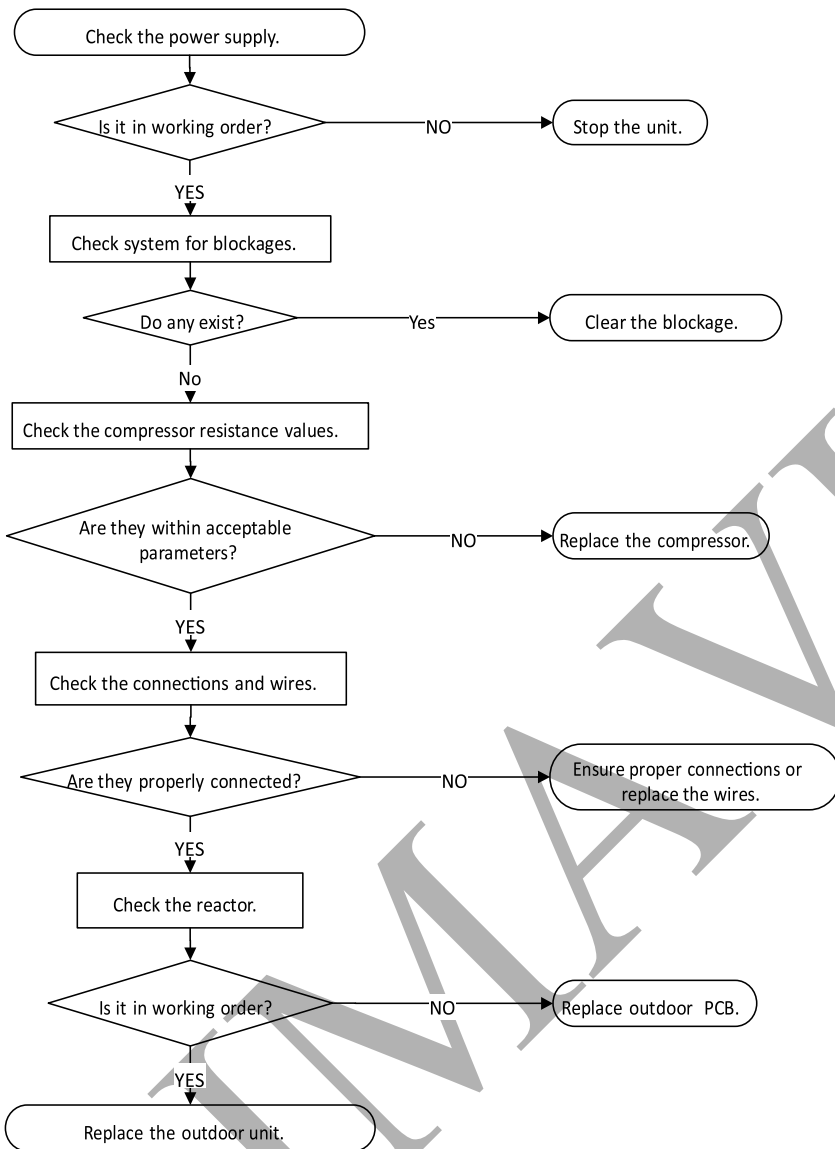 Check the power supply.
Is it in working order?
NO
Stop the unit.
YES
Check system for blockages.
Do any exist?
Yes
Clear the blockage.
No
Check the compressor resistance values.
Are they within acceptable
parameters?
NO
Replace the compressor.
YES
Check the connections and wires.
Are they properly connected?
NO
Ensure proper connections or
replace the wires.
YES
Check the reactor.
Is it in working order?
NO
Replace outdoor PCB.
YES
Replace the outdoor unit.